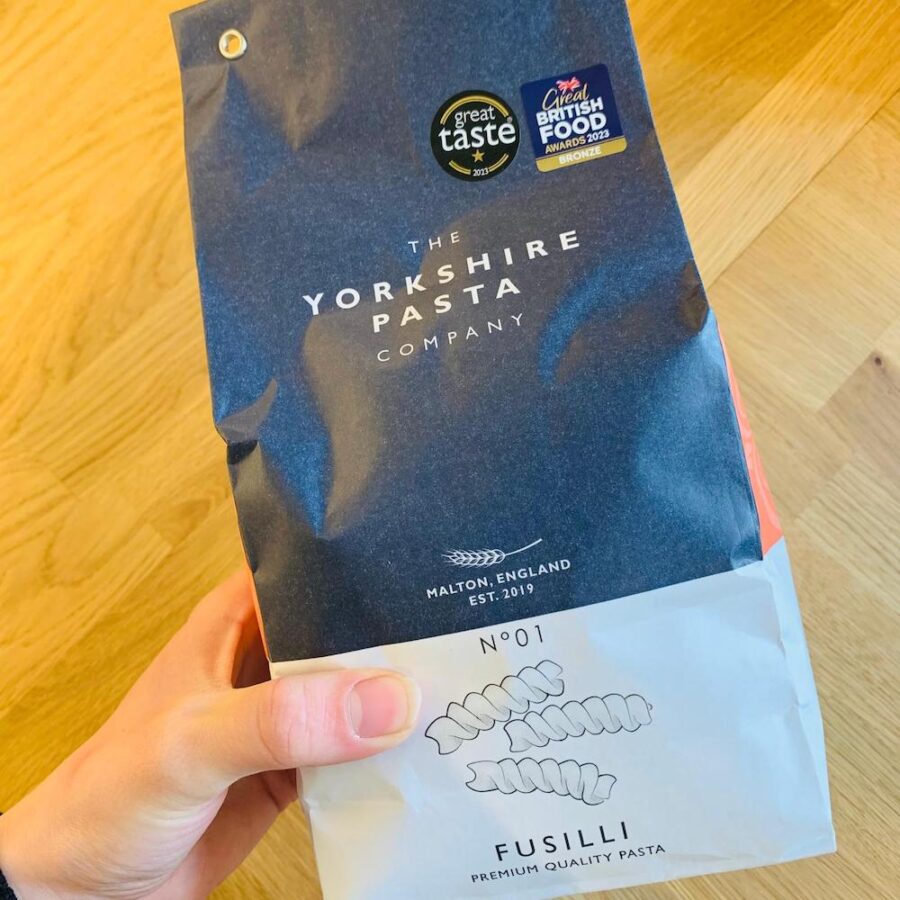 great
taste
2023
Great
BRITISH
FOOD
AWARDS 2023
BRONZE
THE
YORKSHIRE
PASTA
COMPANY
MALTON, ENGLAND
EST. 2019
Nº01
FUSILLI
PREMIUM QUALITY PASTA